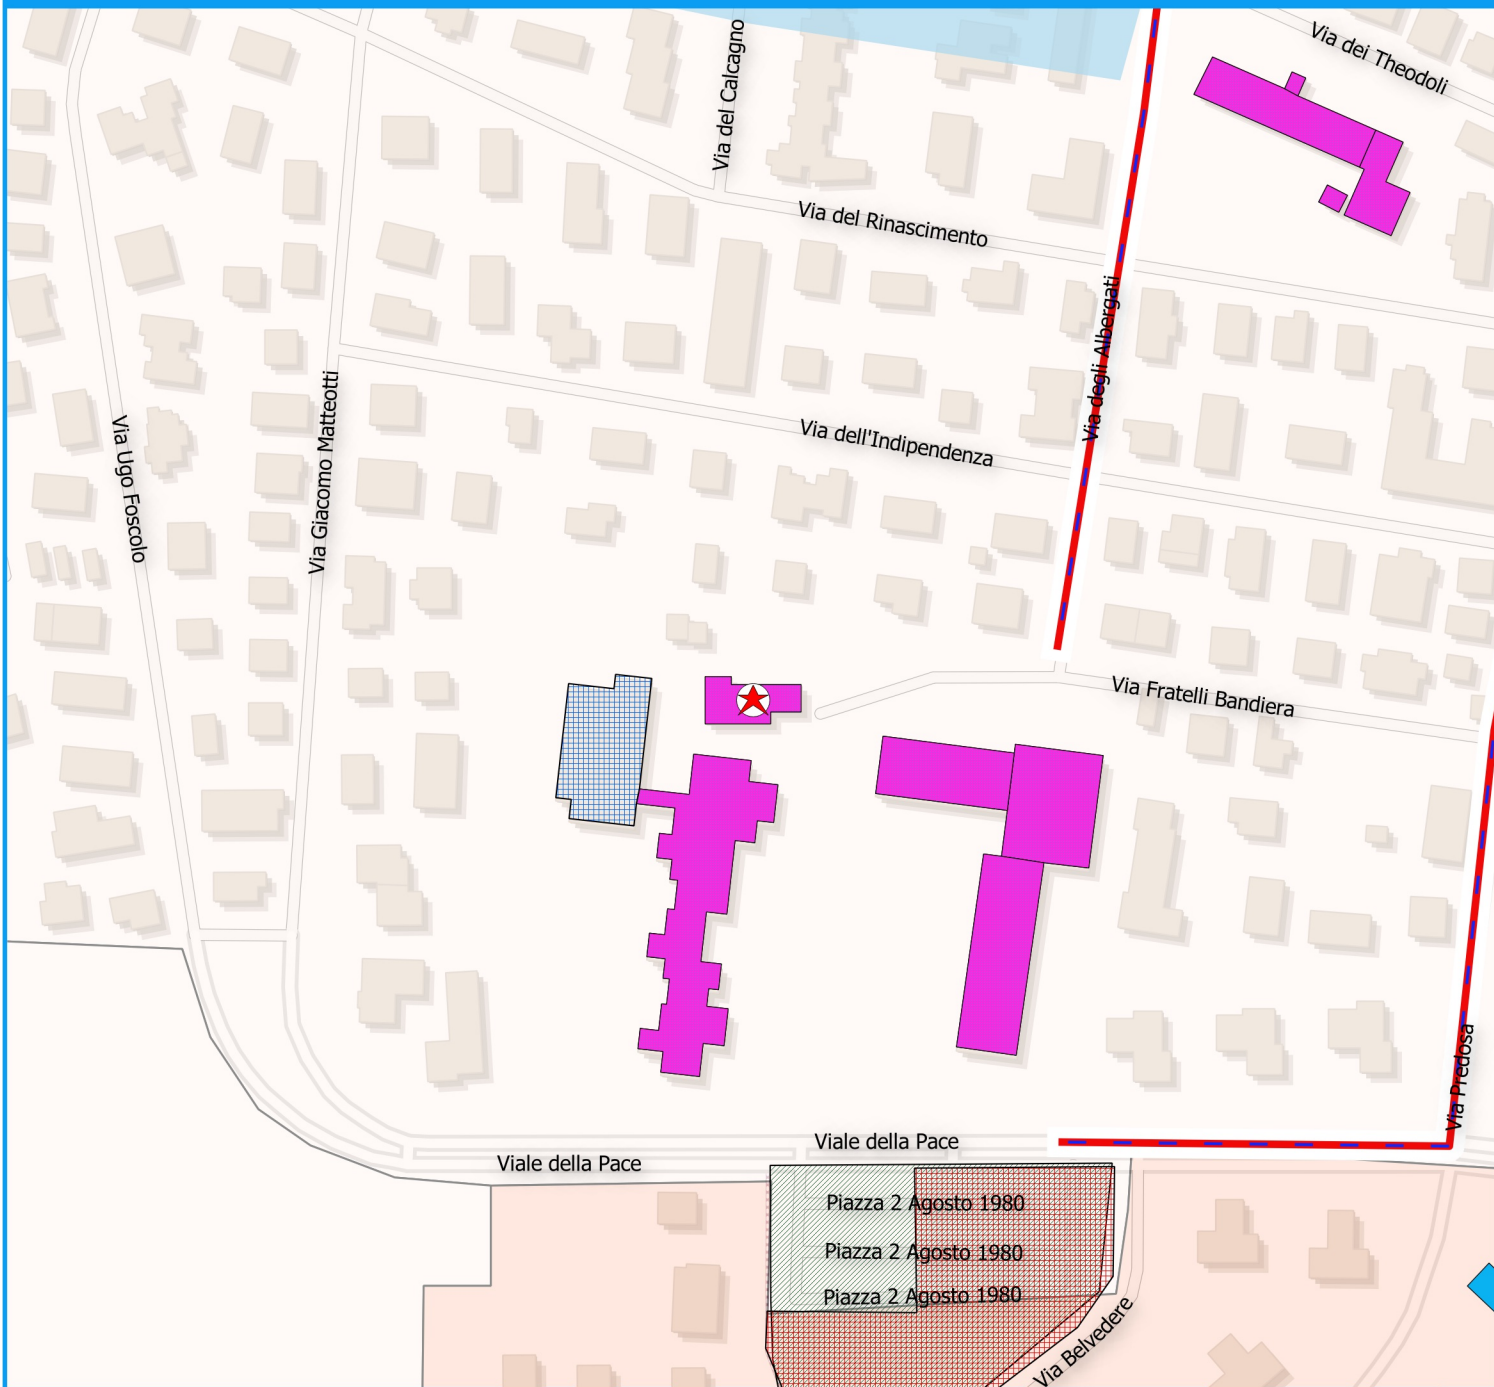 Via dei Theodoli
Via del Calcagno
Via del Rinascimento
Via degli Albergati
Via Giacomo Matteotti
Via Ugo Foscolo
Via dell'Indipendenza
Via Fratelli Bandiera
Via Predosa
Viale della Pace
Viale della Pace
Piazza 2 Agosto 1980
Piazza 2 Agosto 1980
Piazza 2 Agosto 1980
Via Belvedere